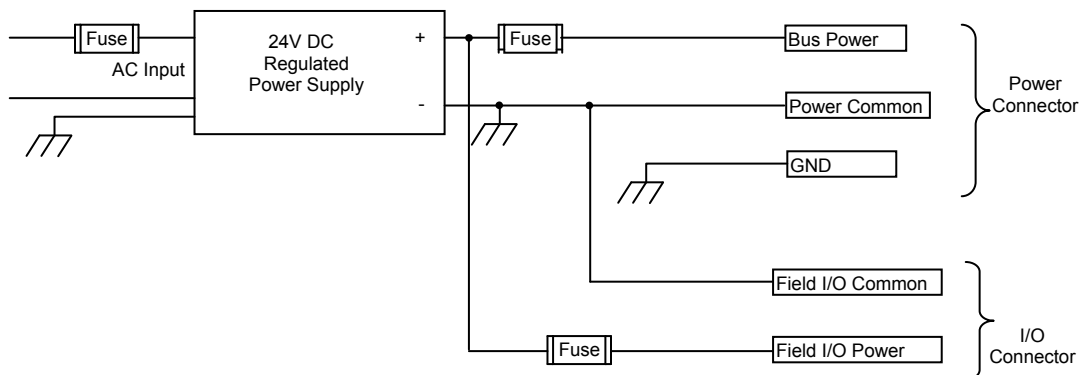 Fuse
AC Input
24V DC
Regulated
Power Supply
+
-
Fuse
Bus Power
Power Common
GND
Power
Connector
Field I/O Common
Fuse
Field I/O Power
I/O
Connector